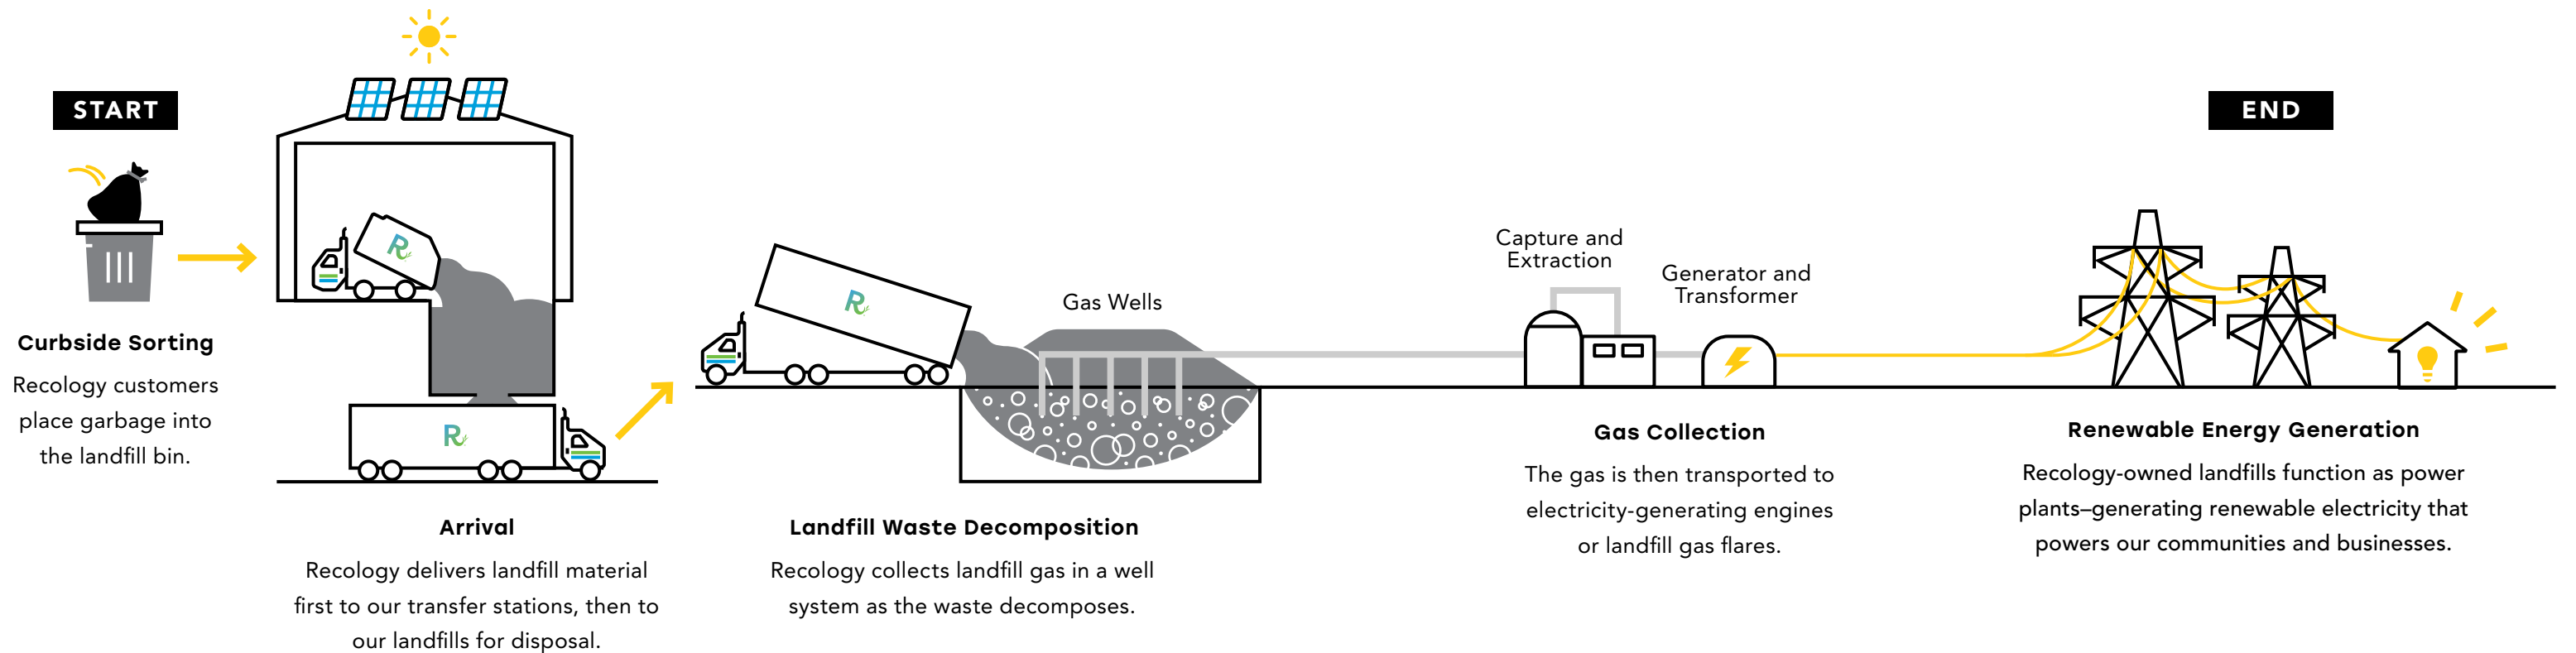 START
Curbside Sorting
Recology customers
place garbage into
the landfill bin.
R
R
Arrival
Recology delivers landfill material
first to our transfer stations, then to
our landfills for disposal.
R
Gas Wells
Landfill Waste Decomposition
Recology collects landfill gas in a well
system as the waste decomposes.
Capture and
Extraction
Generator and
Transformer
Gas Collection
The gas is then transported to
electricity-generating engines
or landfill gas flares.
END
Renewable Energy Generation
Recology-owned landfills function as power
plants–generating renewable electricity that
powers our communities and businesses.